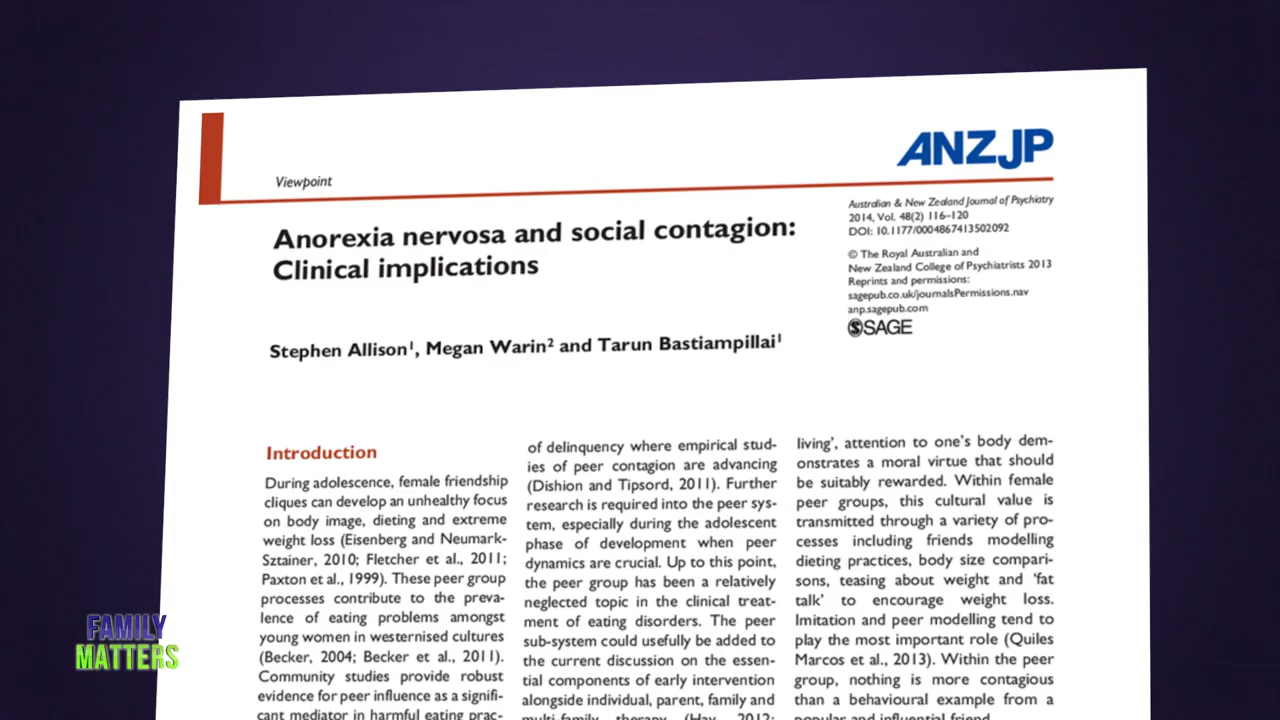 Viewpoint
ANZJP
Australian & New Zealand Journal of Psychiatry
2014, Vol. 48(2) 116–120
DOI: 10.1177/0004867413502092
© The Royal Australian and
New Zealand College of Psychiatrists 2013
Reprints and permissions:
sagepub.co.uk/journalsPermissions.nav
anp.sagepub.com
SAGE
Anorexia nervosa and social contagion:
Clinical implications
Stephen Allison¹, Megan Warin² and Tarun Bastiampillai¹
Introduction
During adolescence, female friendship
cliques can develop an unhealthy focus
on body image, dieting and extreme
weight loss (Eisenberg and Neumark-
Sztainer, 2010; Fletcher et al., 2011;
Paxton et al., 1999). These peer group
processes contribute to the preva-
lence of eating problems amongst
young women in westernised cultures
(Becker, 2004; Becker et al., 2011).
Community studies provide robust
evidence for peer influence as a signifi-
cant mediator in harmful eating prac-
of delinquency where empirical stud-
ies of peer contagion are advancing
(Dishion and Tipsord, 2011). Further
research is required into the peer sys-
tem, especially during the adolescent
phase of development when peer
dynamics are crucial. Up to this point,
the peer group has been a relatively
neglected topic in the clinical treat-
ment of eating disorders. The peer
sub-system could usefully be added to
the current discussion on the essen-
tial components of early intervention
alongside individual, parent, family and
multi-family therapy (Hay, 2012;
living', attention to one's body dem-
onstrates a moral virtue that should
be suitably rewarded. Within female
peer groups, this cultural value is
transmitted through a variety of pro-
cesses including friends modelling
dieting practices, body size compari-
sons, teasing about weight and 'fat
talk' to encourage weight loss.
Imitation and peer modelling tend to
play the most important role (Quiles
Marcos et al., 2013). Within the peer
group, nothing is more contagious
than a behavioural example from a
popular and influential friend
FAMILY
MATTERS